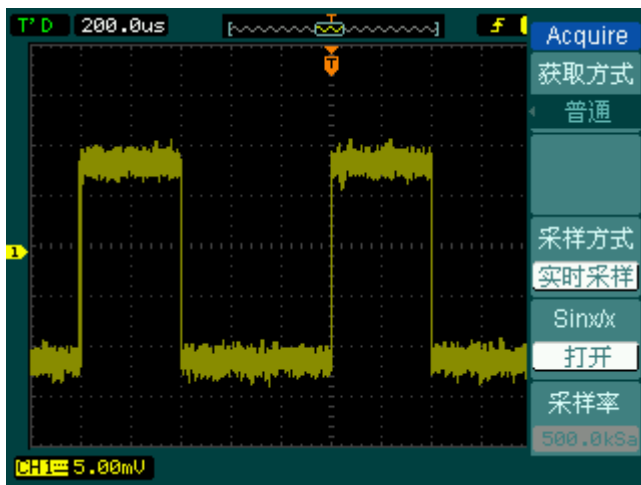 T'D 200.0us
T
T
1
Acquire
获取方式
普通
采样方式
实时采样
Sinx/x
打开
采样率
500.0kSa
CH1 5.00mV